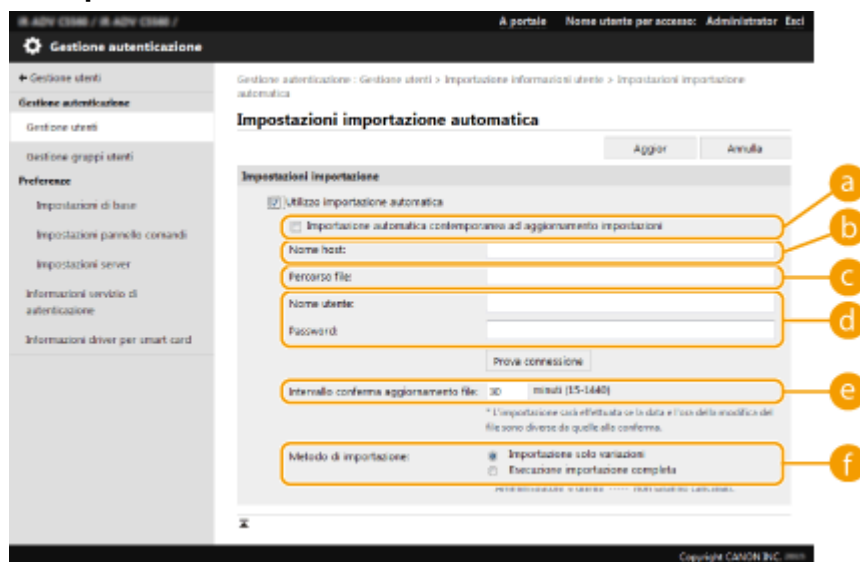 A portale Nome utente per accesso: Administrator Esci
Gestione autenticazione
Gestione utenti
Gestione autenticazione
Gestione utenti
Gestione gruppi utenti
Preferenze
Impostazioni di base
Impostazioni pannello comandi
Impostazioni server
Informazioni servizio di
autenticazione
Informazioni driver per smart card
Gestione autenticazione : Gestione utenti > Importazione informazioni utente > Impostazioni importazione
automatica
Impostazioni importazione automatica
Aggior Annulla
Impostazioni importazione
Utilizzo importazione automatica
Importazione automatica contemporanea ad aggiornamento impostazioni
a
Nome host:
b
Percorso file:
c
Nome utente:
Password:
d
Prova connessione
Intervallo conferma aggiornamento file: 30 minuti (15-1440)
e
* L'importazione sarà effettuata se la data e l'ora della modifica del
file sono diverse da quelle alla conferma.
Metodo di importazione: Importazione solo variazioni
Esecuzione importazione completa
f
Copyright CANON INC.